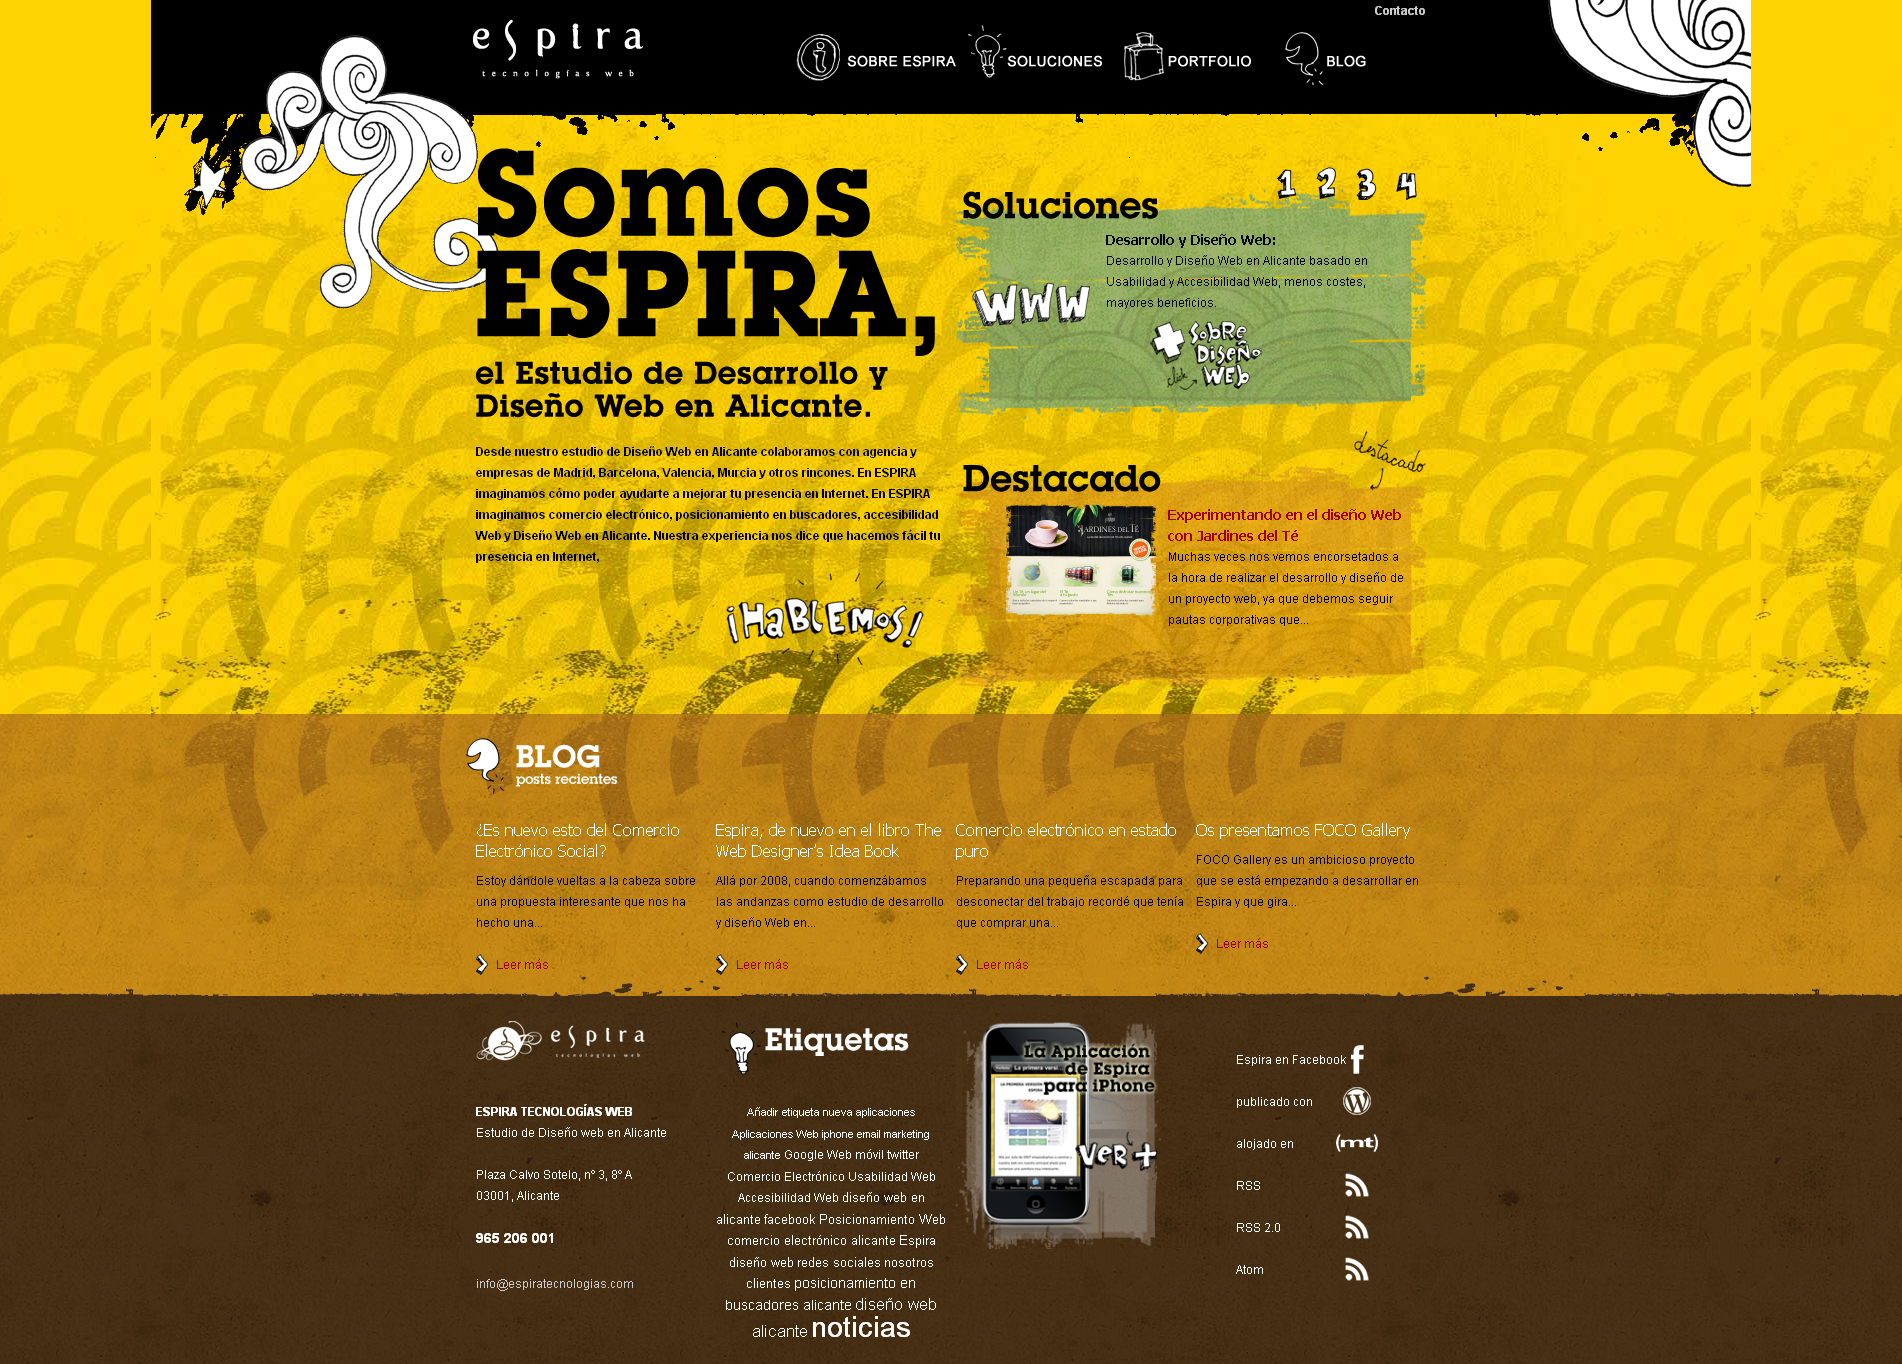 Contacto
eSpira
tecnologías web
SOBRE ESPIRA
SOLUCIONES
PORTFOLIO
BLOG
Somos
ESPIRA,
el Estudio de Desarrollo y
Diseño Web en Alicante.
Desde nuestro estudio de Diseño Web en Alicante colaboramos con agencia y
empresas de Madrid, Barcelona, Valencia, Murcia y otros rincones. En ESPIRA
imaginamos cómo poder ayudarte a mejorar tu presencia en Internet. En ESPIRA
imaginamos comercio electrónico, posicionamiento en buscadores, accesibilidad
Web y Diseño Web en Alicante. Nuestra experiencia nos dice que hacemos fácil tu
presencia en Internet,
¡HaBLEMOS!
1 2 3 4
Soluciones
Desarrollo y Diseño Web:
Desarrollo y Diseño Web en Alicante basado en
Usabilidad y Accesibilidad Web, menos costes,
mayores beneficios.
WWW
SobRe
DiSeño
WEb
click
destacado
Destacado
JARDINES DEL TÉ
Experimentando en el diseño Web
con Jardines del Té
Muchas veces nos vemos encorsetados a
la hora de realizar el desarrollo y diseño de
un proyecto web, ya que debemos seguir
pautas corporativas que...
BLOG
posts recientes
¿Es nuevo esto del Comercio
Electrónico Social?
Estoy dándole vueltas a la cabeza sobre
una propuesta interesante que nos ha
hecho una...
Leer más
Espira, de nuevo en el libro The
Web Designer's Idea Book
Allá por 2008, cuando comenzábamos
las andanzas como estudio de desarrollo
y diseño Web en...
Leer más
Comercio electrónico en estado
puro
Preparando una pequeña escapada para
desconectar del trabajo recordé que tenía
que comprar una...
Leer más
Os presentamos FOCO Gallery
FOCO Gallery es un ambicioso proyecto
que se está empezando a desarrollar en
Espira y que gira...
Leer más
eSpira
tecnologías web
ESPIRA TECNOLOGÍAS WEB
Estudio de Diseño web en Alicante
Plaza Calvo Sotelo, nº 3, 8º A
03001, Alicante
965 206 001
info@espiratecnologias.com
Etiquetas
Añadir etiqueta nueva aplicaciones
Aplicaciones Web iphone email marketing
alicante Google Web móvil twitter
Comercio Electrónico Usabilidad Web
Accesibilidad Web diseño web en
alicante facebook Posicionamiento Web
comercio electrónico alicante Espira
diseño web redes sociales nosotros
clientes posicionamiento en
buscadores alicante diseño web
alicante noticias
La Aplicación
de Espira
para iPhone
La primera versi...
LA PRIMERA VERSIÓN
VER +
Espira en Facebook
publicado con
alojado en (mt)
RSS
RSS 2.0
Atom